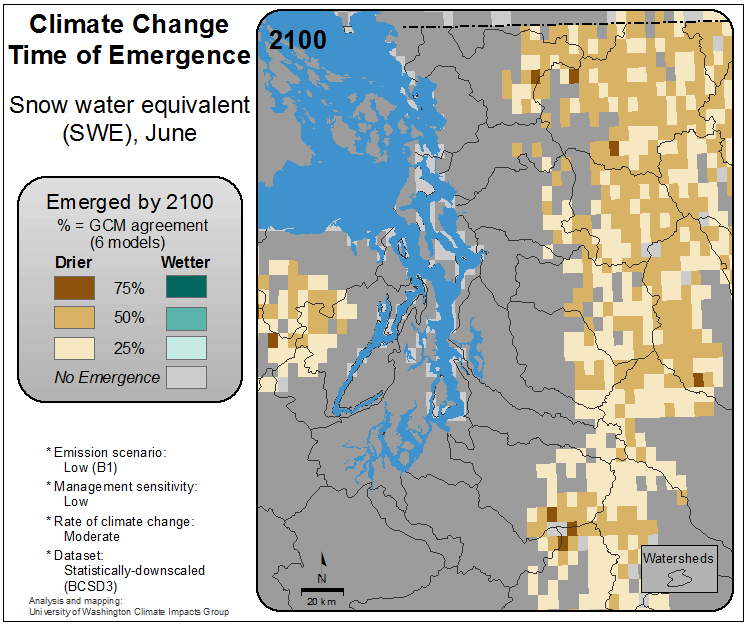 Climate Change
Time of Emergence
Snow water equivalent
(SWE), June
Emerged by 2100
% = GCM agreement
(6 models)
Drier Wetter
75%
50%
25%
No Emergence
* Emission scenario:
Low (B1)
* Management sensitivity:
Low
* Rate of climate change:
Moderate
* Dataset:
Statistically-downscaled
(BCSD3)
Analysis and mapping:
University of Washington Climate Impacts Group
2100
N
20 km
Watersheds